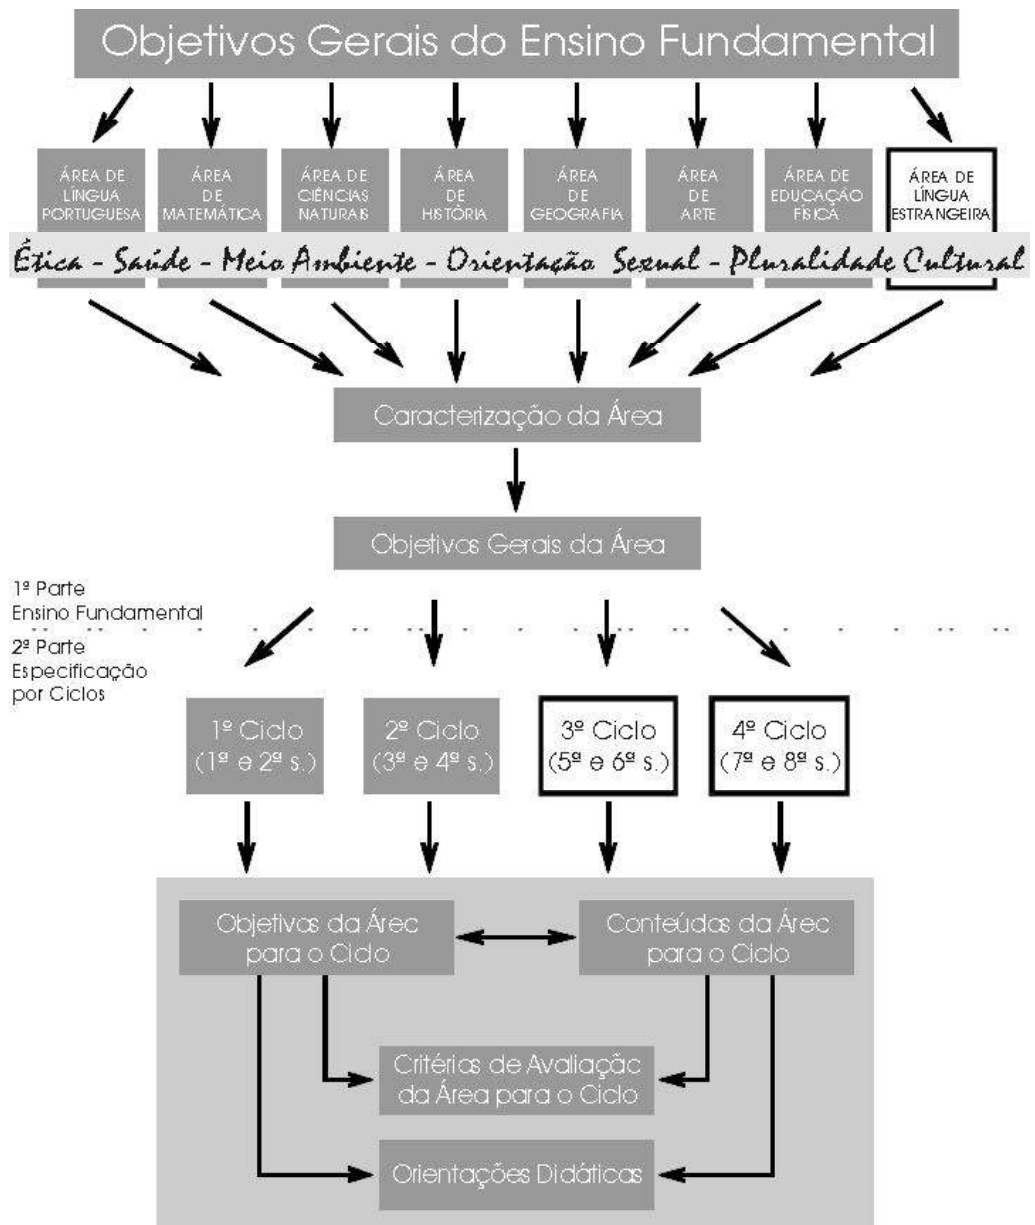 Objetivos Gerais do Ensino Fundamental
ÁREA DE
LÍNGUA
PORTUGUESA
ÁREA
DE
MATEMÁTICA
ÁREA DE
CIÊNCIAS
NATURAIS
ÁREA
DE
HISTÓRIA
ÁREA
DE
GEOGRAFIA
ÁREA
DE
ARTE
ÁREA DE
EDUCAÇÃO
FÍSICA
ÁREA DE
LÍNGUA
ESTRANGEIRA
Ética - Saúde - Meio Ambiente - Orientação Sexual - Pluralidade Cultural
Caracterização da Área
Objetivos Gerais da Área
1ª Parte
Ensino Fundamental
2ª Parte
Especificação
por Ciclos
1º Ciclo
(1ª e 2ª s.)
2º Ciclo
(3ª e 4ª s.)
3º Ciclo
(5ª e 6ª s.)
4º Ciclo
(7ª e 8ª s.)
Objetivos da Área
para o Ciclo
Conteúdos da Área
para o Ciclo
Critérios de Avaliação
da Área para o Ciclo
Orientações Didáticas